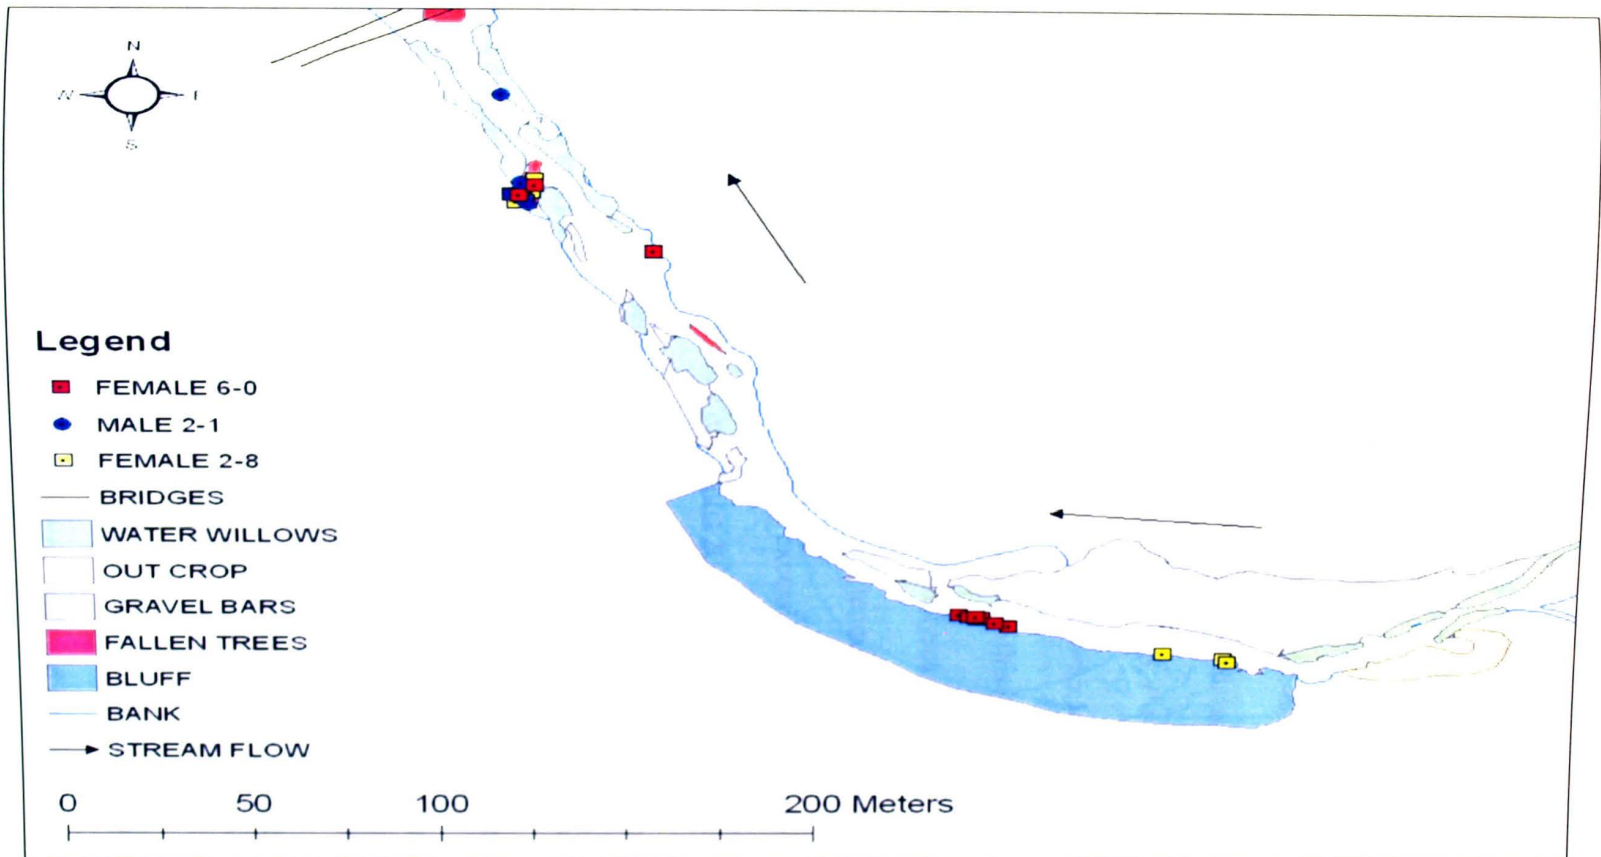 N
S
Legend
FEMALE 6-0
MALE 2-1
FEMALE 2-8
BRIDGES
WATER WILLOWS
OUT CROP
GRAVEL BARS
FALLEN TREES
BLUFF
BANK
STREAM FLOW
0 50 100 200 Meters